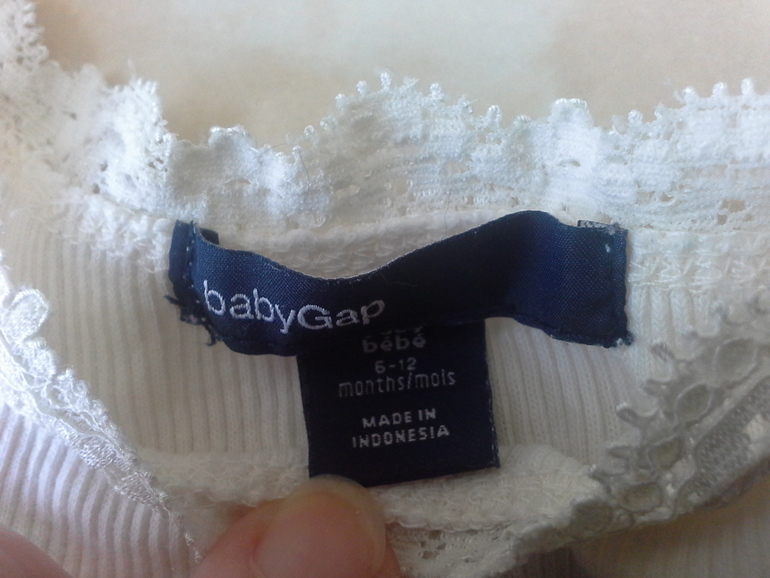 babyGap
bébé
6-12
months/mois
MADE IN
INDONESIA